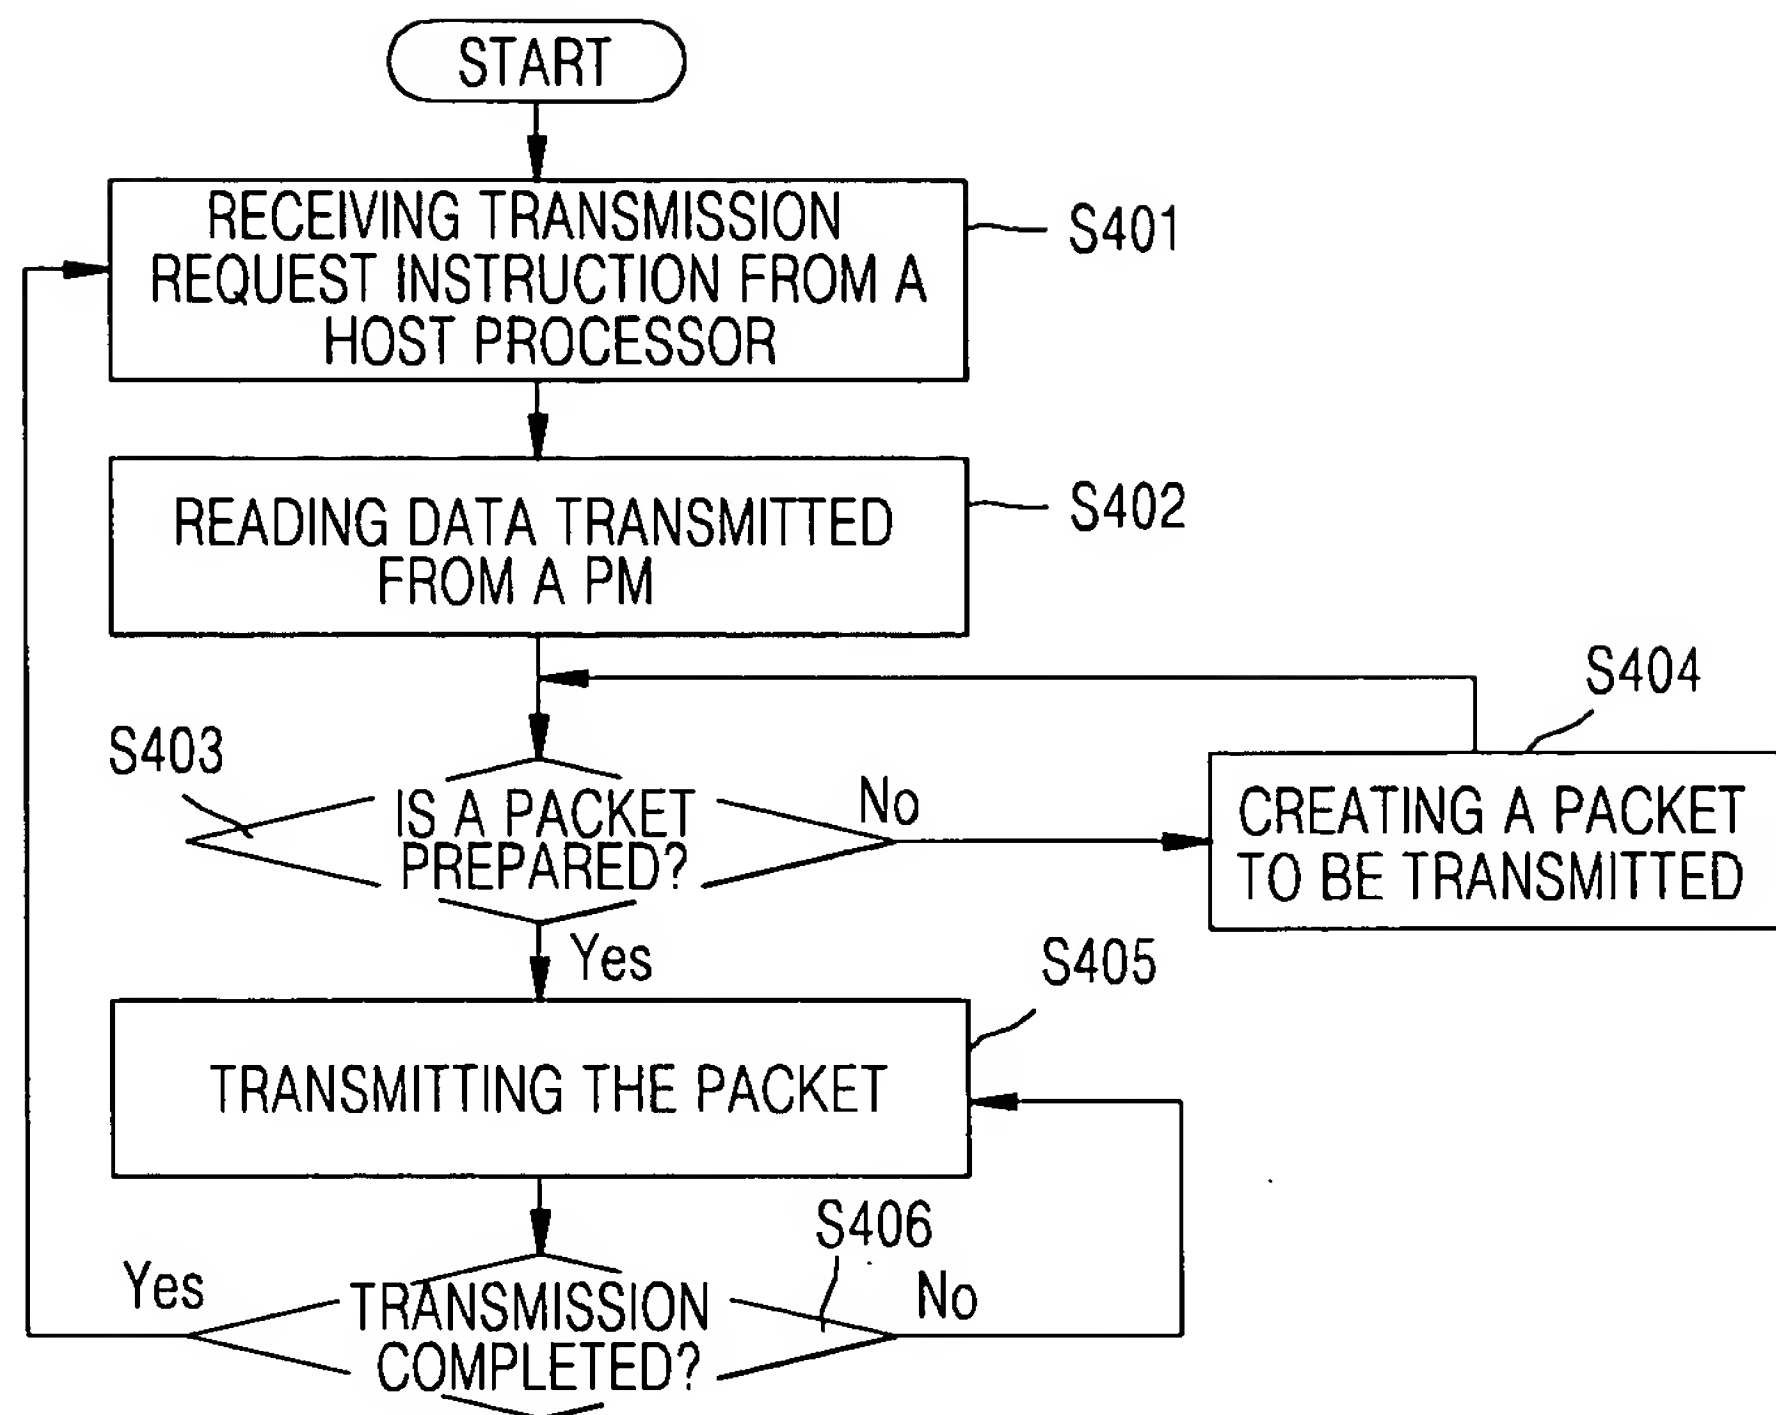 START
RECEIVING TRANSMISSION
REQUEST INSTRUCTION FROM A
HOST PROCESSOR
S401
READING DATA TRANSMITTED
FROM A PM
S402
S403
IS A PACKET
PREPARED?
No
S404
CREATING A PACKET
TO BE TRANSMITTED
Yes
S405
TRANSMITTING THE PACKET
S406
Yes
TRANSMISSION
COMPLETED?
No